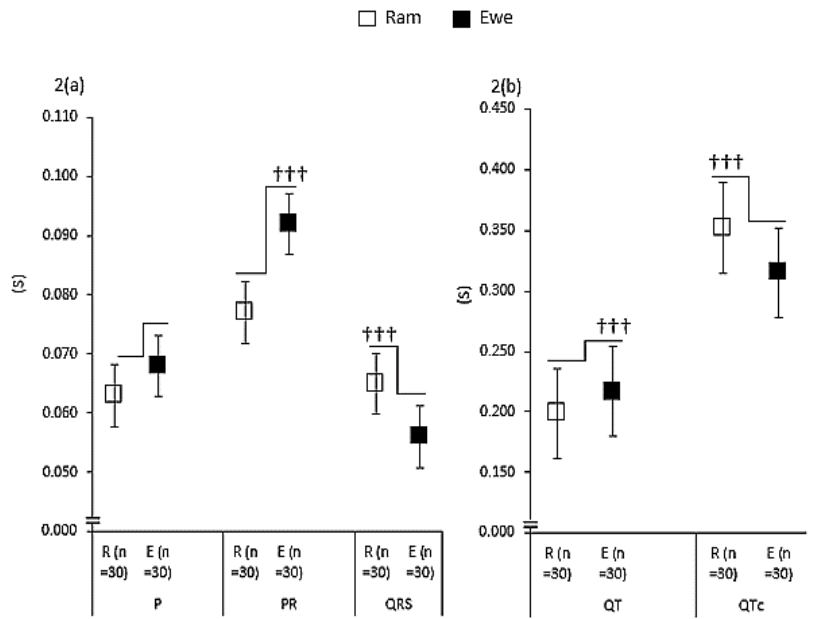 Ram Ewe
2(a)
0.110
0.100
0.090
0.080
0.070
0.060
0.050
0.000
(S)
†††
†††
R (n =30)
E (n =30)
R (n =30)
E (n =30)
R (n =30)
E (n =30)
P
PR
QRS
2(b)
0.450
0.400
0.350
0.300
0.250
0.200
0.150
0.000
(S)
†††
†††
R (n =30)
E (n =30)
R (n =30)
E (n =30)
QT
QTc